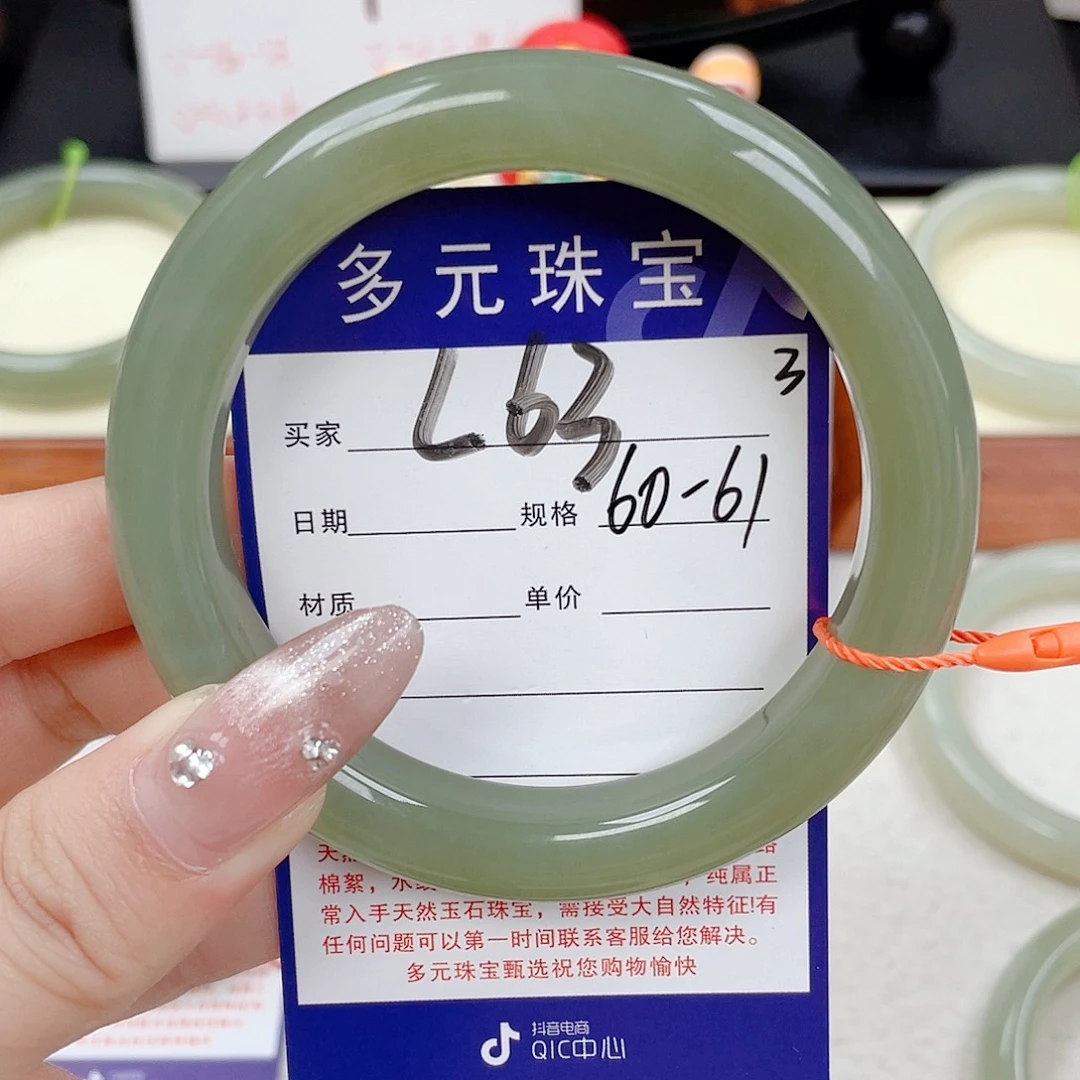 多元珠宝
L63
3
买家
日期 规格 60-61
材质 单价
棉絮，
纯属正
常入手天然玉石珠宝，需接受大自然特征!有
任何问题可以第一时间联系客服给您解决。
多元珠宝甄选祝您购物愉快
抖音电商
QIC中心